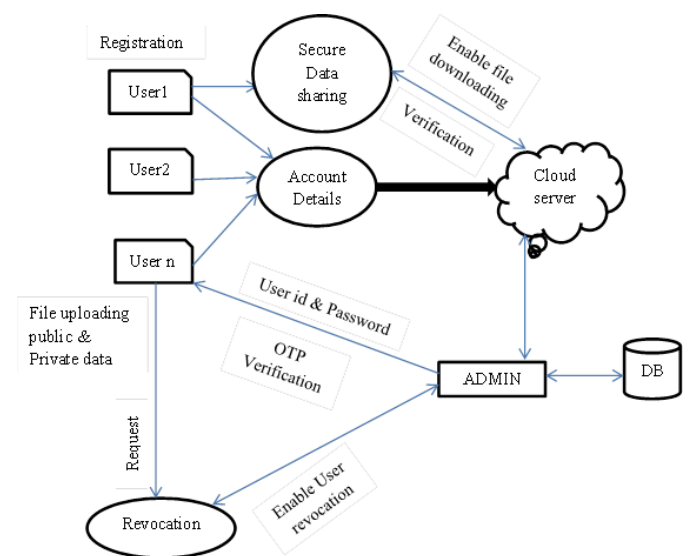 Registration
Secure
Data
sharing
Enable file
downloading
User1
Verification
User2
Account
Details
Cloud
server
User n
User id & Password
File uploading
public &
Private data
OTP
Verification
ADMIN
DB
Request
Enable User
revocation
Revocation